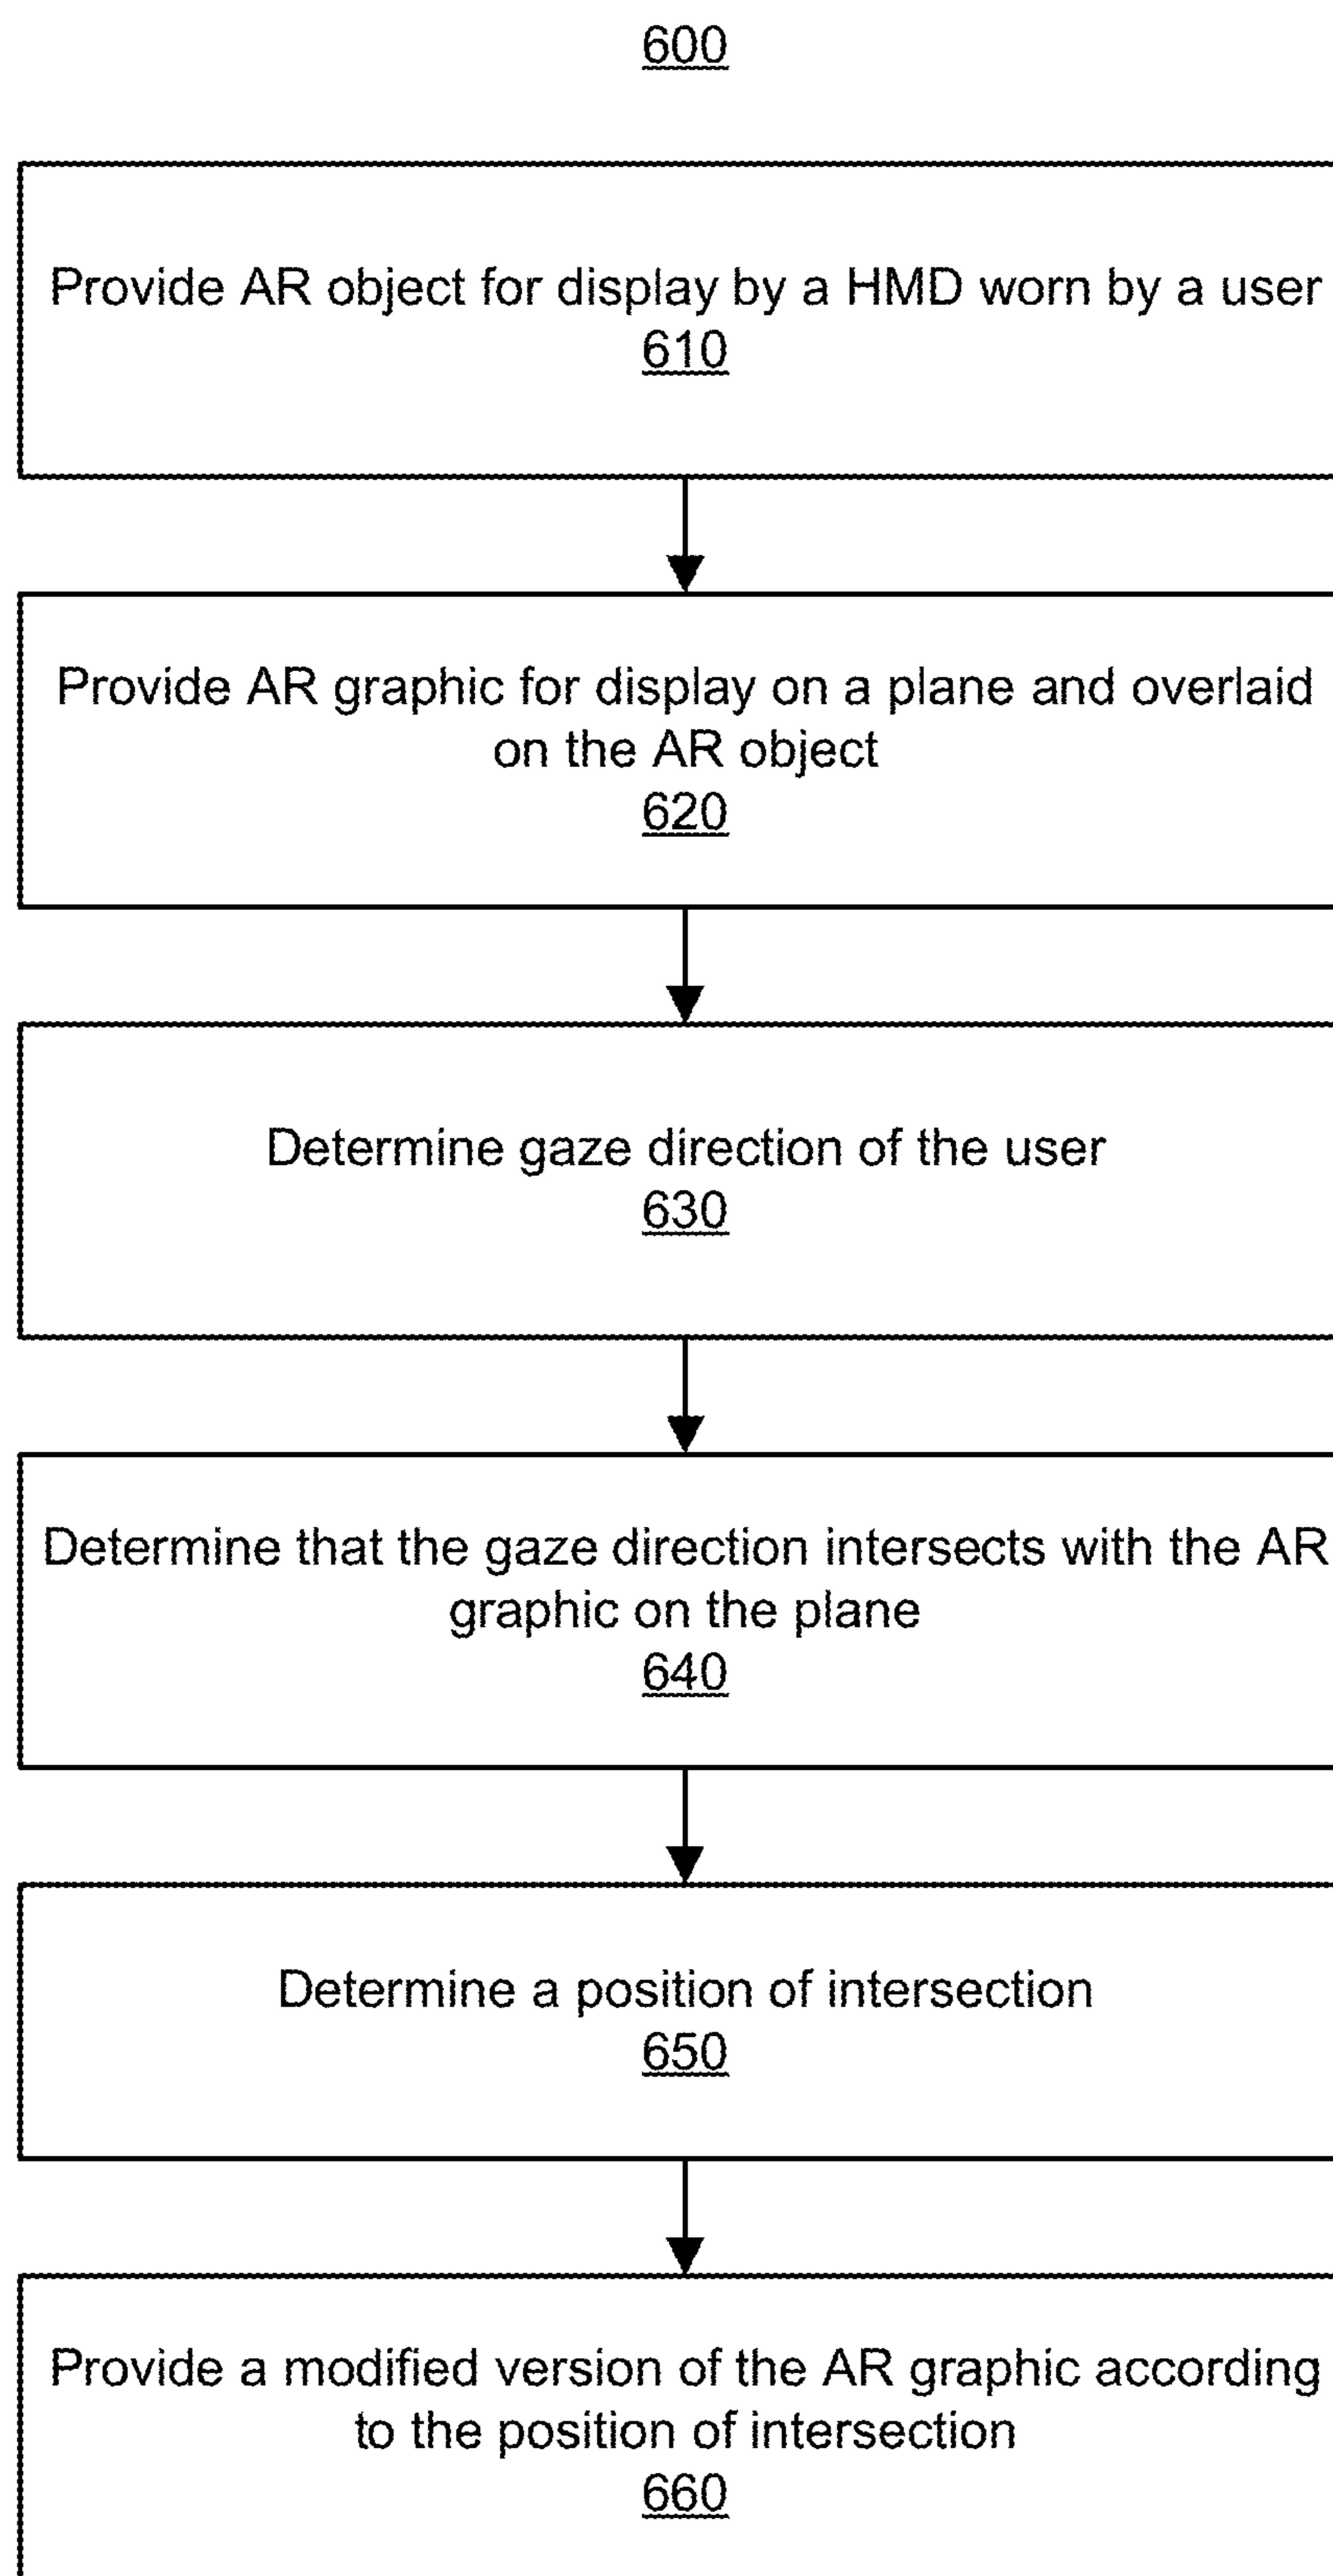 600
Provide AR object for display by a HMD worn by a user
610
Provide AR graphic for display on a plane and overlaid
on the AR object
620
Determine gaze direction of the user
630
Determine that the gaze direction intersects with the AR
graphic on the plane
640
Determine a position of intersection
650
Provide a modified version of the AR graphic according
to the position of intersection
660